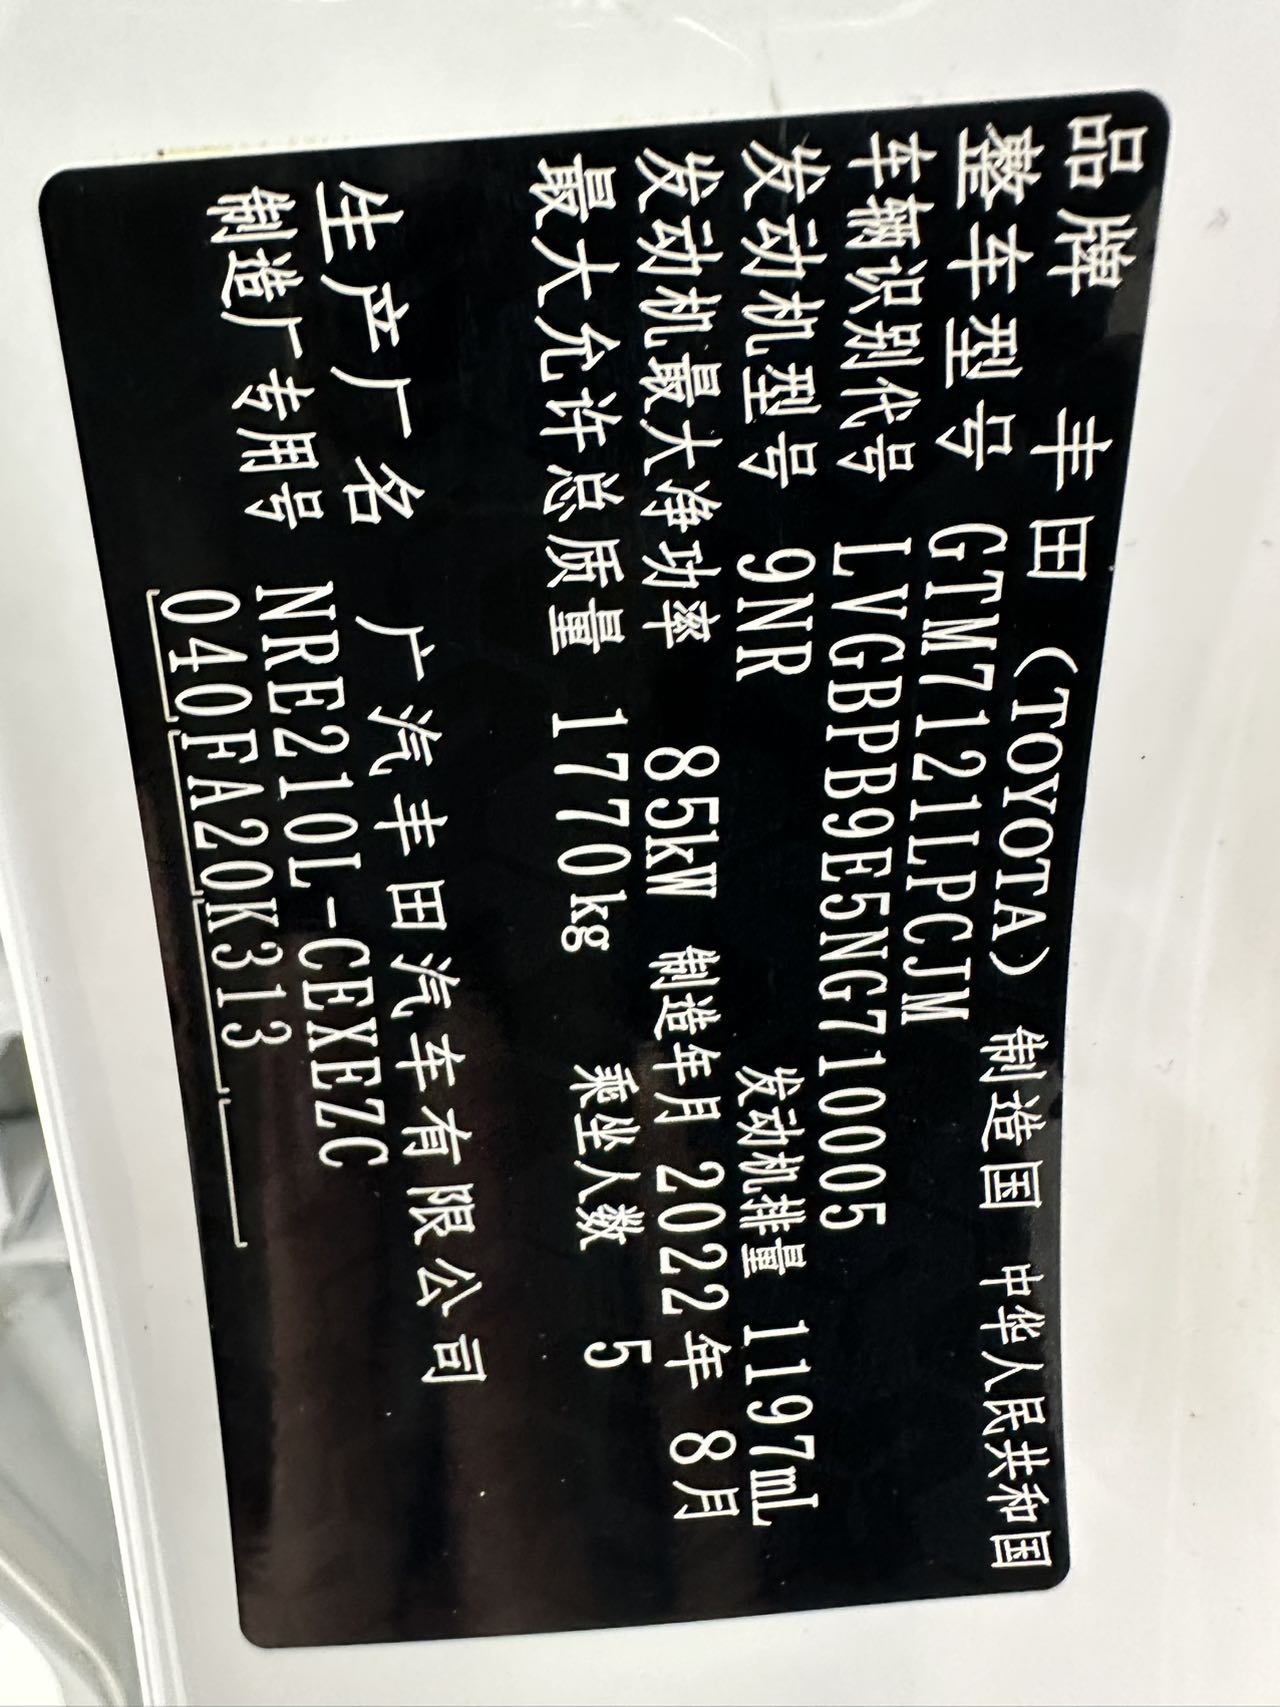 品牌 丰田（TOYOTA） 制造国 中华人民共和国
整车型号 GTM7121LPCJM
车辆识别代号 LVGBPB9E5NG710005
发动机型号 9NR 发动机排量 1197mL
发动机最大净功率 85kW 制造年月 2022年 8月
最大允许总质量 1770kg 乘坐人数 5
生产厂名 广汽丰田汽车有限公司
制造厂专用号 NRE210L-CEXEZC
040FA20K313